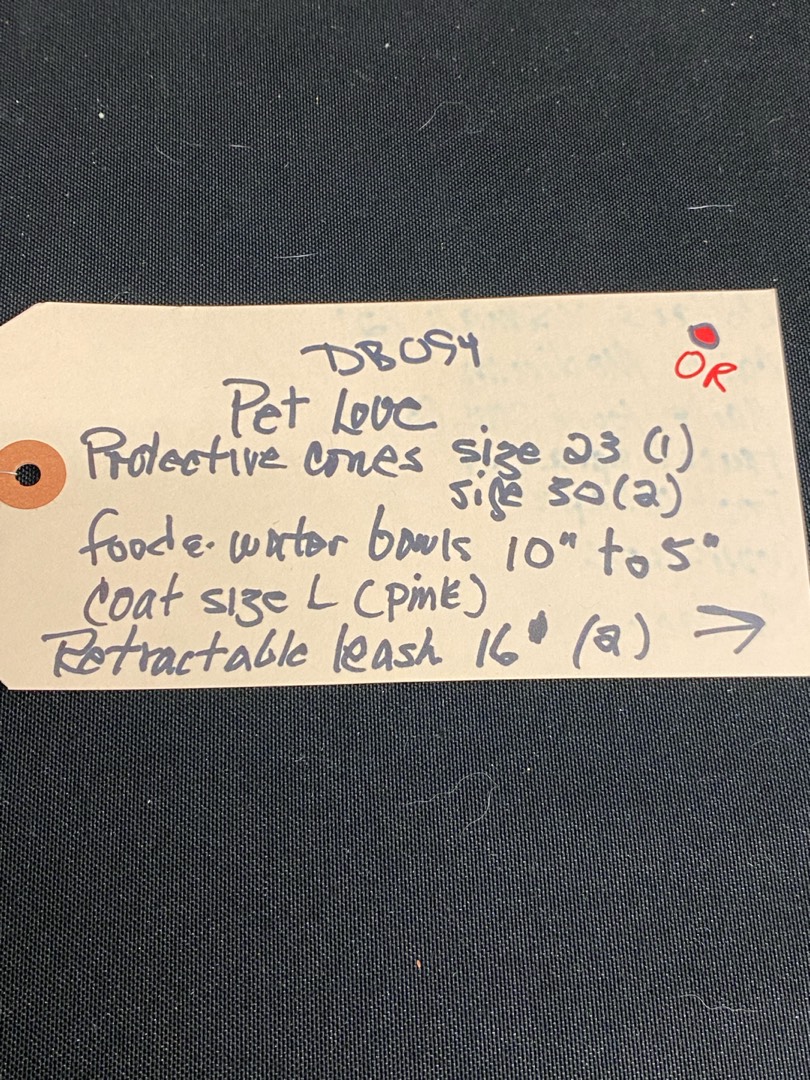 DB094
OR
Pet Love
Protective cones size 23 (1)
size 30 (2)
food & water bowls 10" to 5"
Coat size L (pink)
Retractable leash 16' (2) →